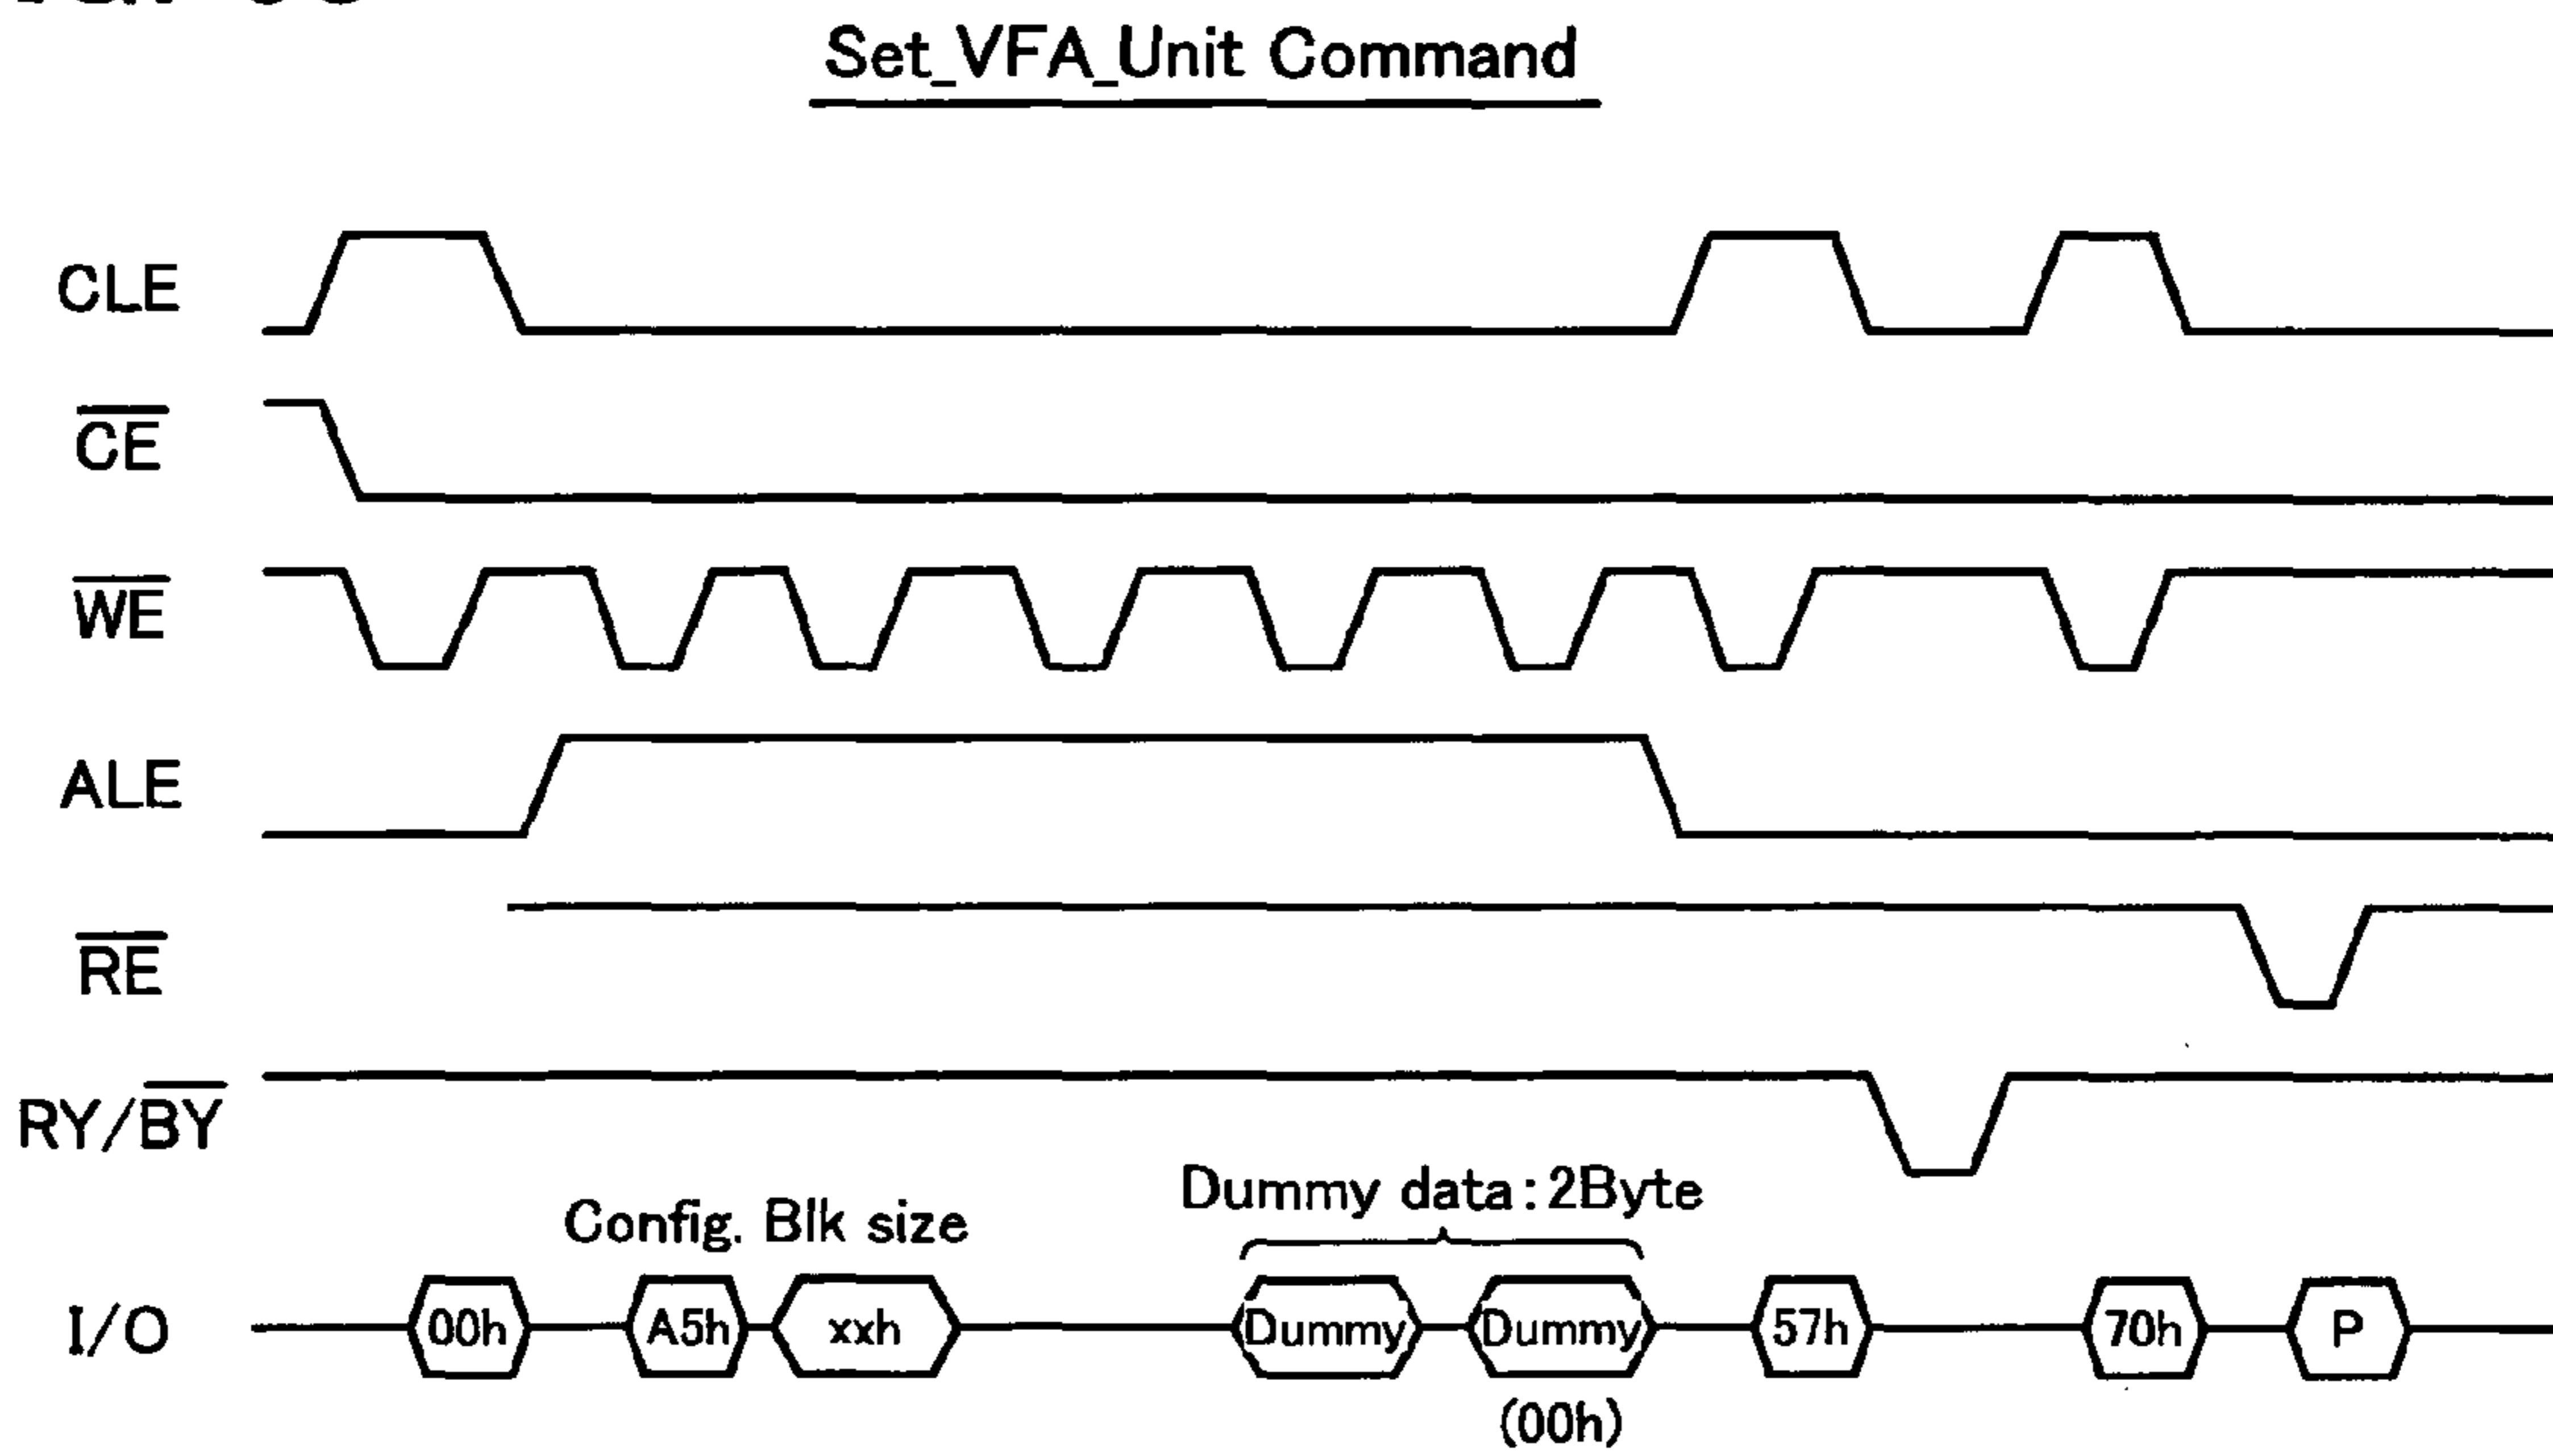 Set_VFA_Unit Command
CLE
CE
WE
ALE
RE
RY/BY
Dummy data:2Byte
Config. Blk size
I/O 00h A5h xxh Dummy Dummy 57h 70h P
(00h)